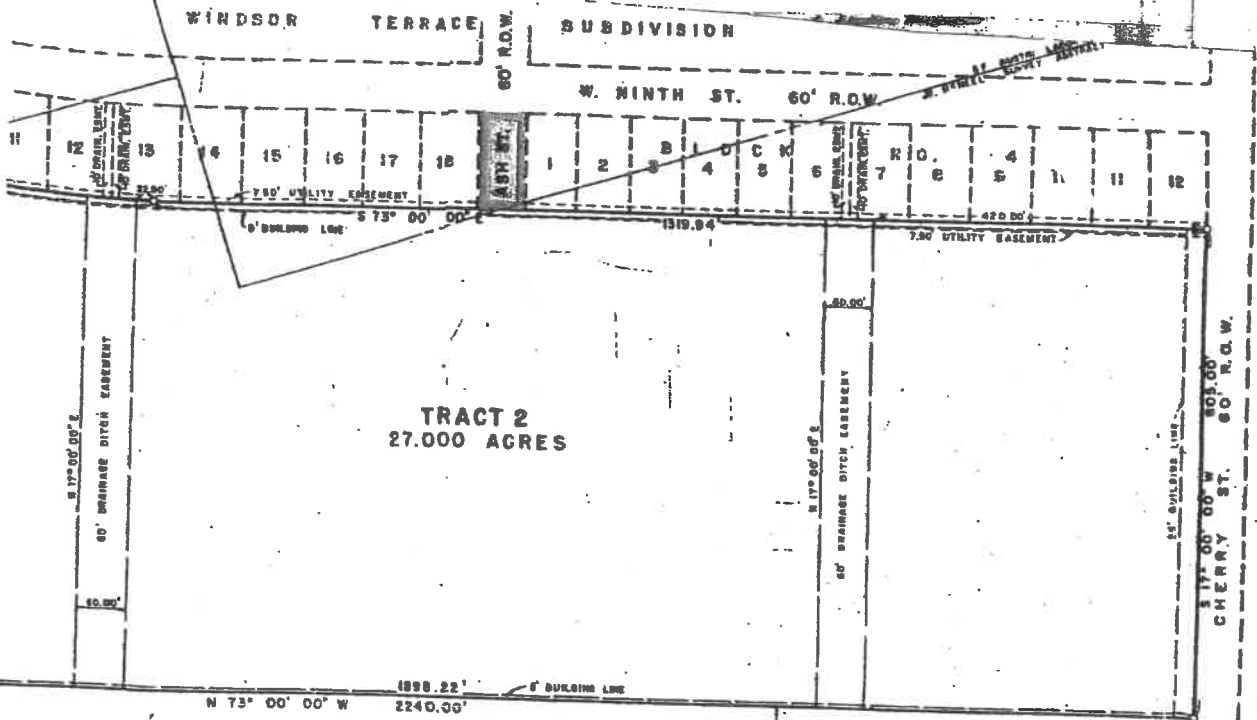 WINDSOR TERRACE SUBDIVISION
60' R.O.W.
W. NINTH ST. 60' R.O.W.
11
12
13
14
15
16
17
18
ASH ST.
BLOCK NO. 4
1
2
3
4
5
6
7
8
9
11
12
7.50' UTILITY EASEMENT
S 73° 00' 00"
5' BUILDING LINE
1319.94
420.00'
7.50' UTILITY EASEMENT
60.00'
N 17° 00' 00" E
60' DRAINAGE DITCH EASEMENT
60.00'
TRACT 2
27.000 ACRES
N 17° 00' 00" E
60' DRAINAGE DITCH EASEMENT
BUILDING LINE
S 17° 00' 00" W 605.00'
CHERRY ST. 60' R.O.W.
1898.22'
5' BUILDING LINE
N 73° 00' 00" W 2240.00'